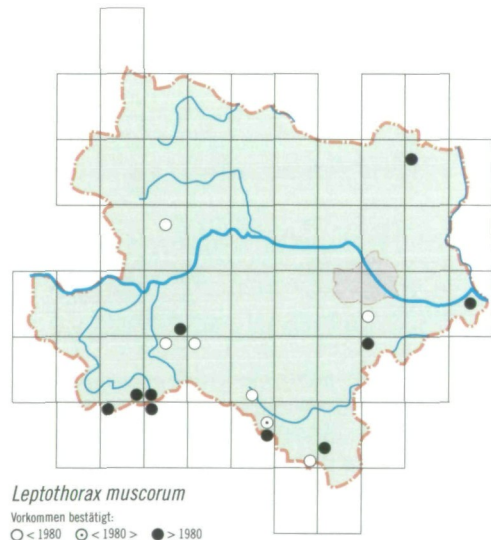 Leptothorax muscorum
Vorkommen bestätigt:
< 1980 < 1980 > > 1980